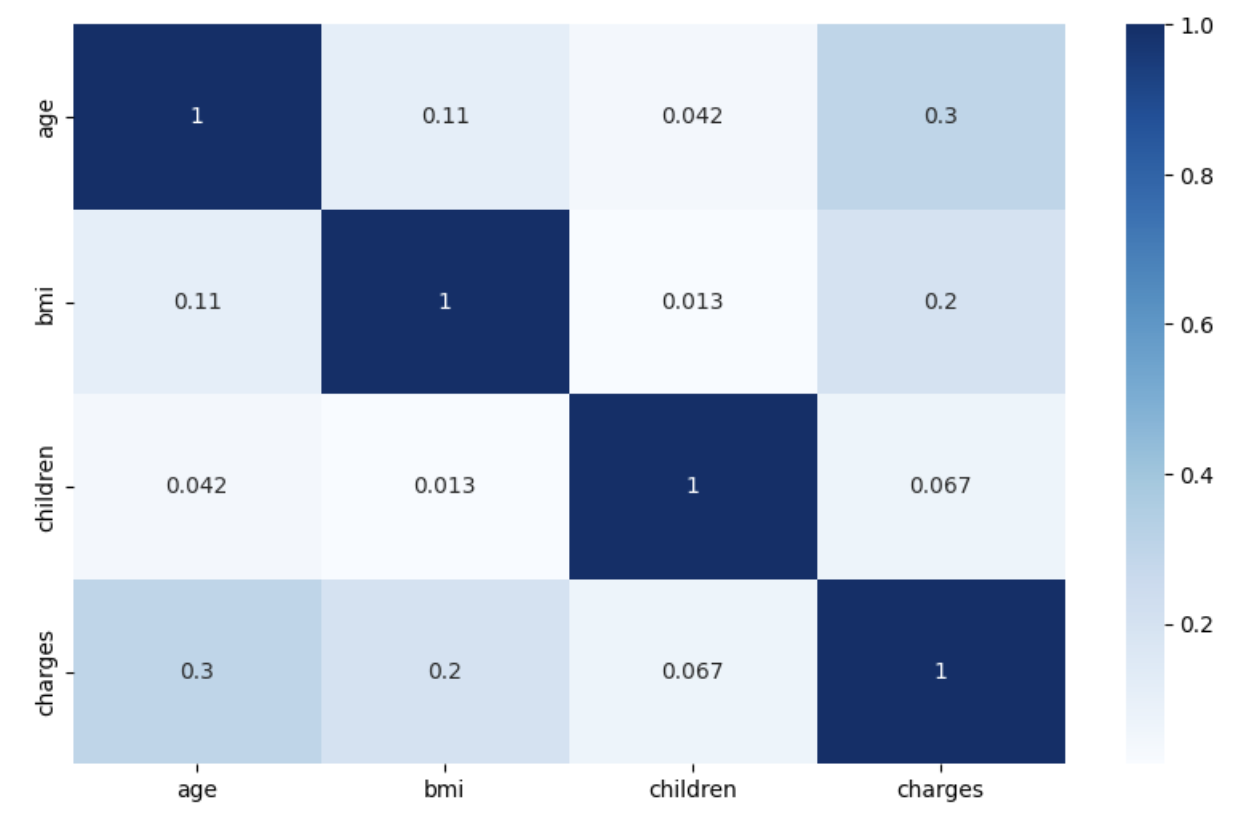 age 1 0.11 0.042 0.3
bmi 0.11 1 0.013 0.2
children 0.042 0.013 1 0.067
charges 0.3 0.2 0.067 1
age bmi children charges
1.0
0.8
0.6
0.4
0.2